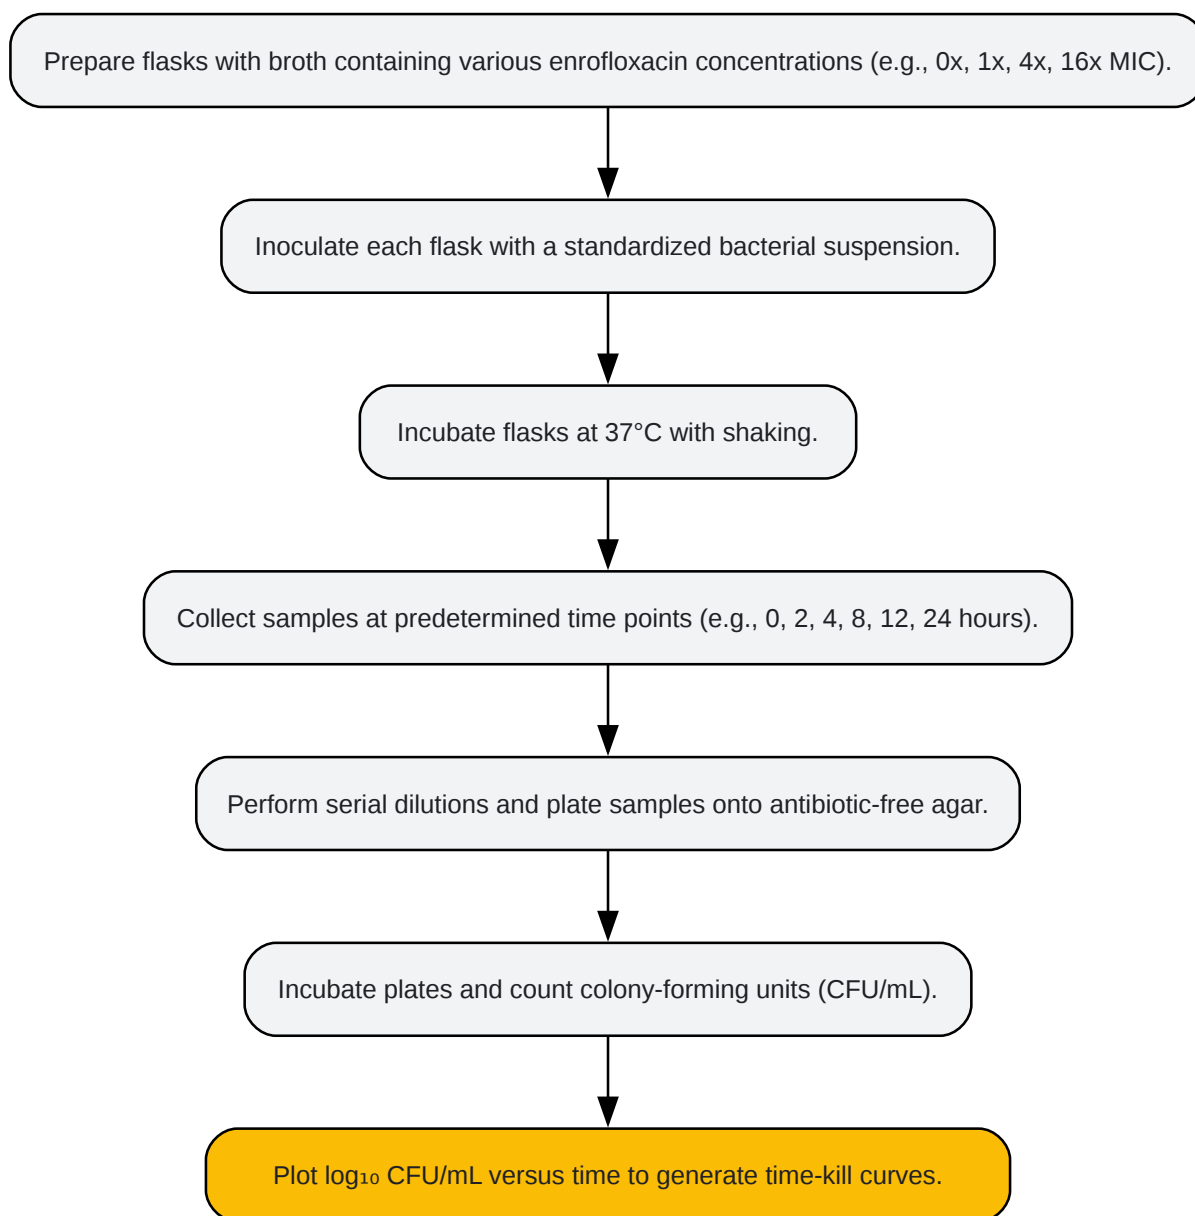 Prepare flasks with broth containing various enrofloxacin concentrations (e.g., 0x, 1x, 4x, 16x MIC).
Inoculate each flask with a standardized bacterial suspension.
Incubate flasks at 37°C with shaking.
Collect samples at predetermined time points (e.g., 0, 2, 4, 8, 12, 24 hours).
Perform serial dilutions and plate samples onto antibiotic-free agar.
Incubate plates and count colony-forming units (CFU/mL).
Plot log₁₀ CFU/mL versus time to generate time-kill curves.